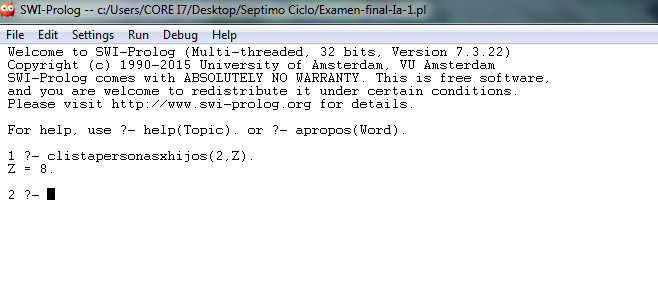 SWI-Prolog -- c:/Users/CORE I7/Desktop/Septimo Ciclo/Examen-final-Ia-1.pl
File Edit Settings Run Debug Help
Welcome to SWI-Prolog (Multi-threaded, 32 bits, Version 7.3.22)
Copyright (c) 1990-2015 University of Amsterdam, VU Amsterdam
SWI-Prolog comes with ABSOLUTELY NO WARRANTY. This is free software,
and you are welcome to redistribute it under certain conditions.
Please visit http://www.swi-prolog.org for details.
For help, use ?- help(Topic). or ?- apropos(Word).
1 ?- clistapersonasxhijos(2,Z).
Z = 8.
2 ?-